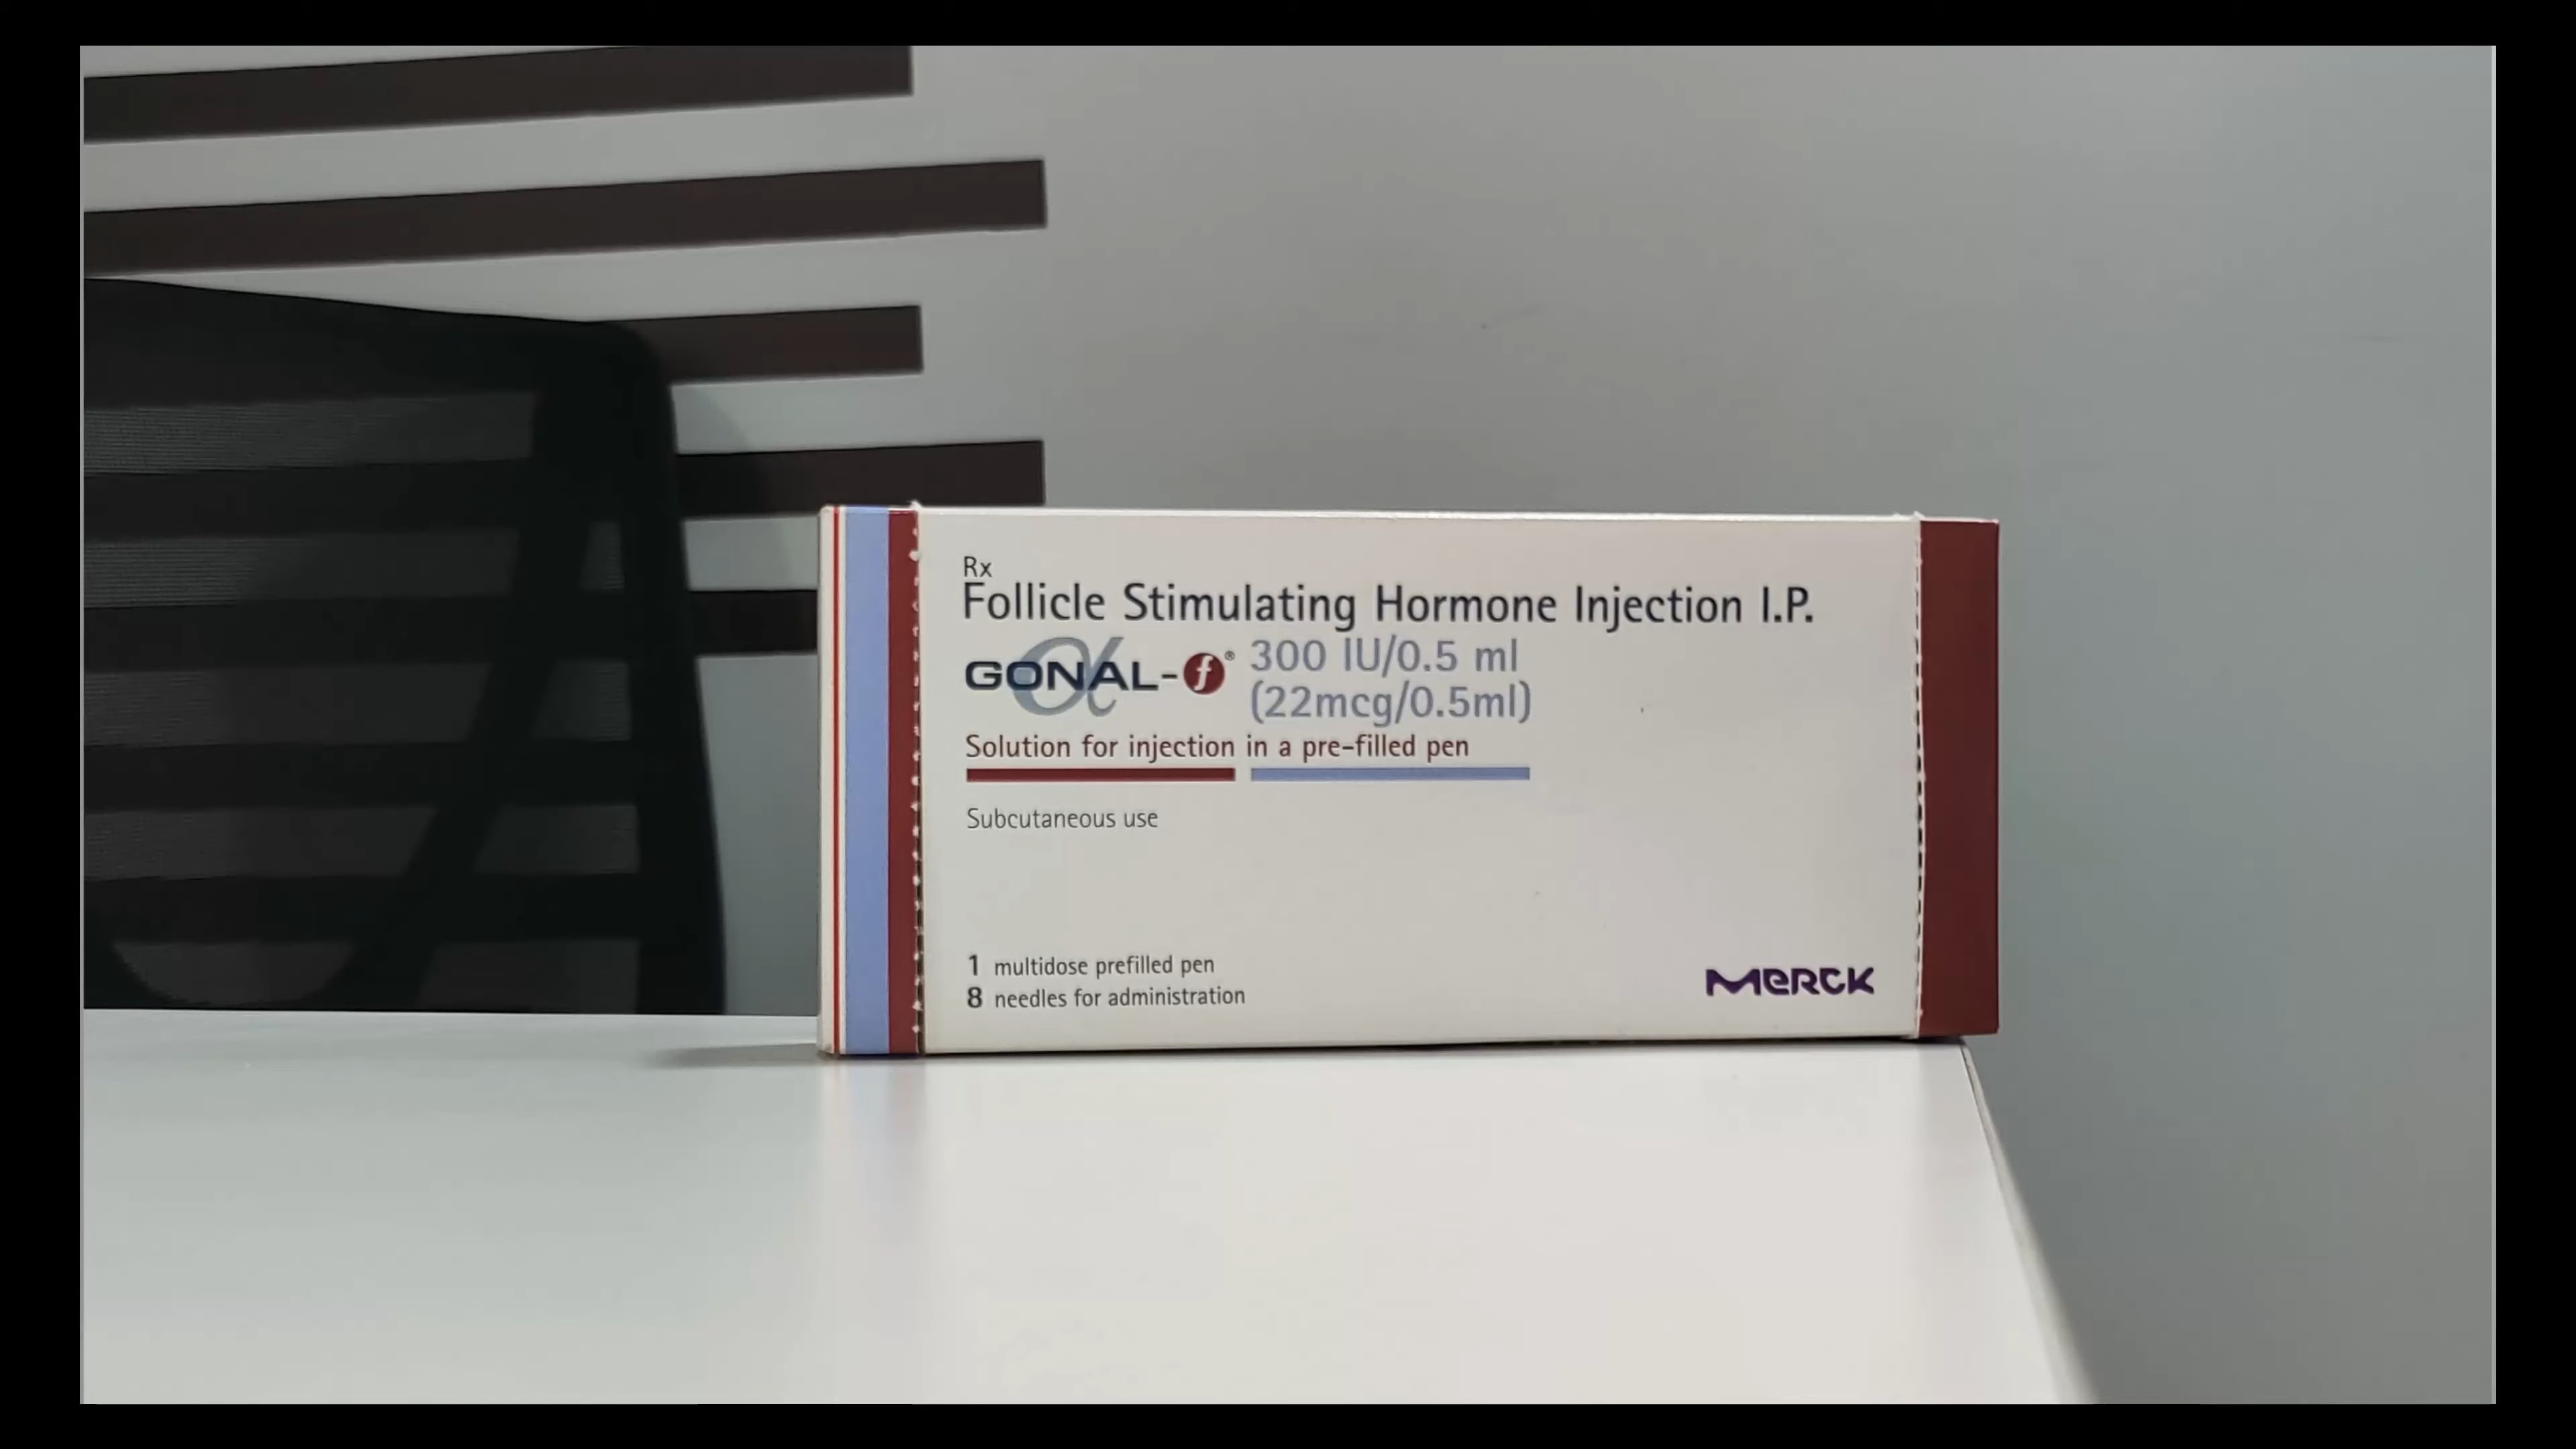 Rx
Follicle Stimulating Hormone Injection I.P.
GONAL-f® 300 IU/0.5 ml
(22mcg/0.5ml)
Solution for injection in a pre-filled pen
Subcutaneous use
1 multidose prefilled pen
8 needles for administration
MERCK